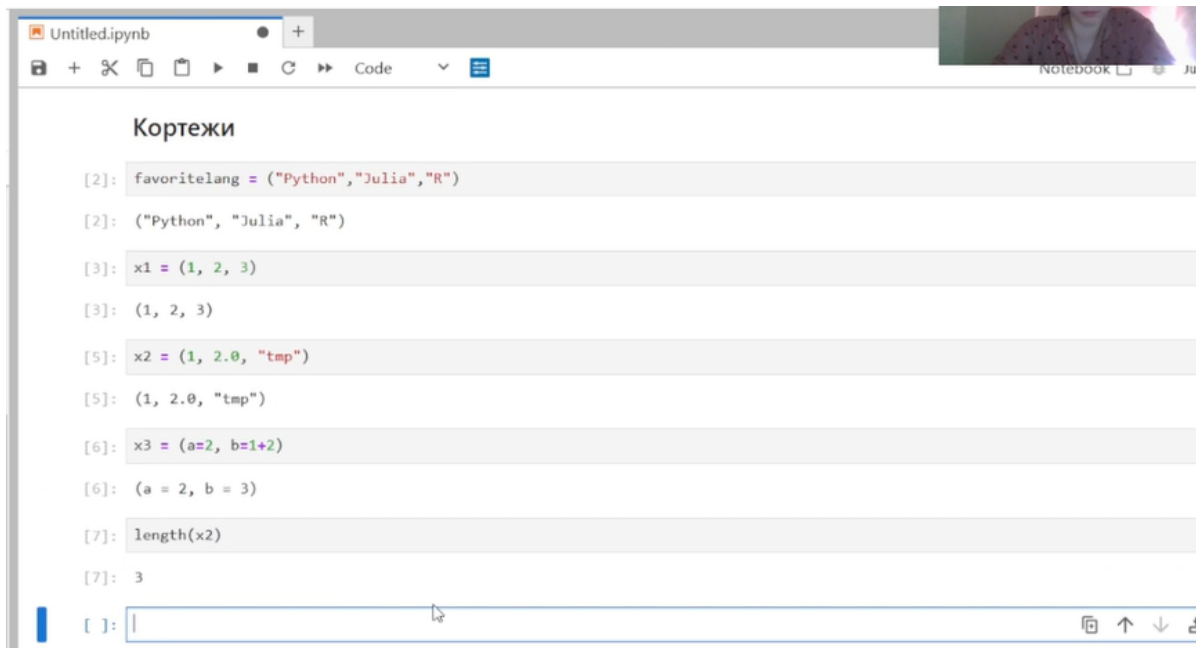 Untitled.ipynb
Code
Notebook
Кортежи
[2]: favoritelang = ("Python","Julia","R")
[2]: ("Python", "Julia", "R")
[3]: x1 = (1, 2, 3)
[3]: (1, 2, 3)
[5]: x2 = (1, 2.0, "tmp")
[5]: (1, 2.0, "tmp")
[6]: x3 = (a=2, b=1+2)
[6]: (a = 2, b = 3)
[7]: length(x2)
[7]: 3
[ ]: